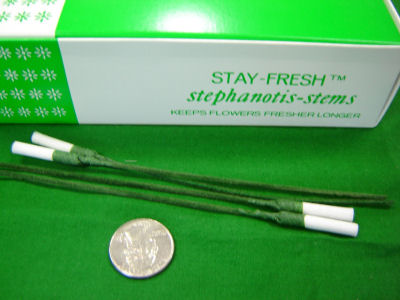 STAY-FRESH™
stephanotis-stems
KEEPS FLOWERS FRESHER LONGER